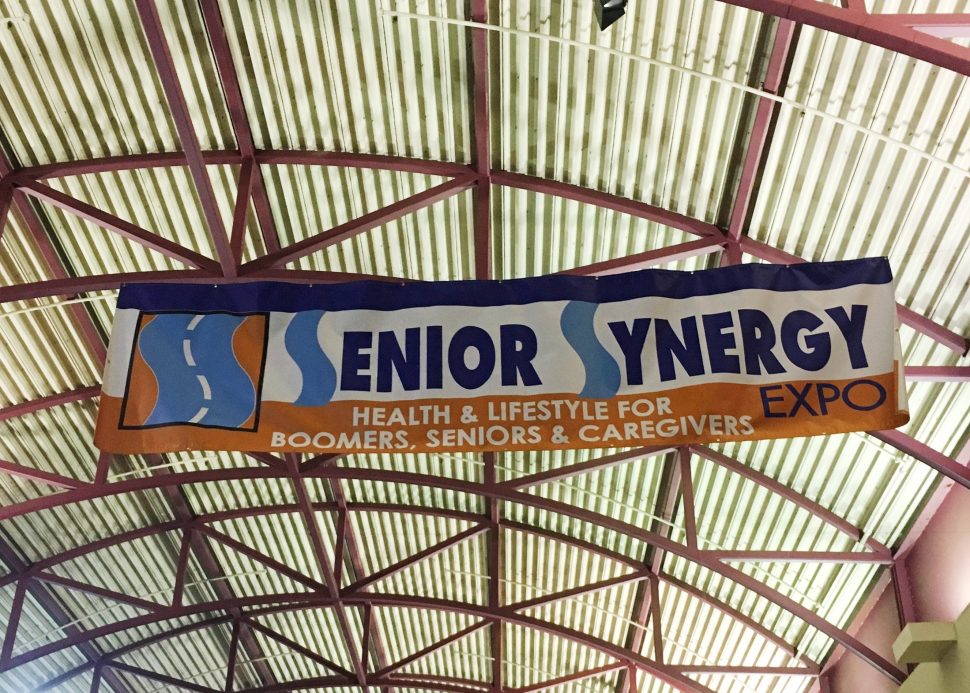 SENIOR SYNERGY
EXPO
HEALTH & LIFESTYLE FOR
BOOMERS, SENIORS & CAREGIVERS